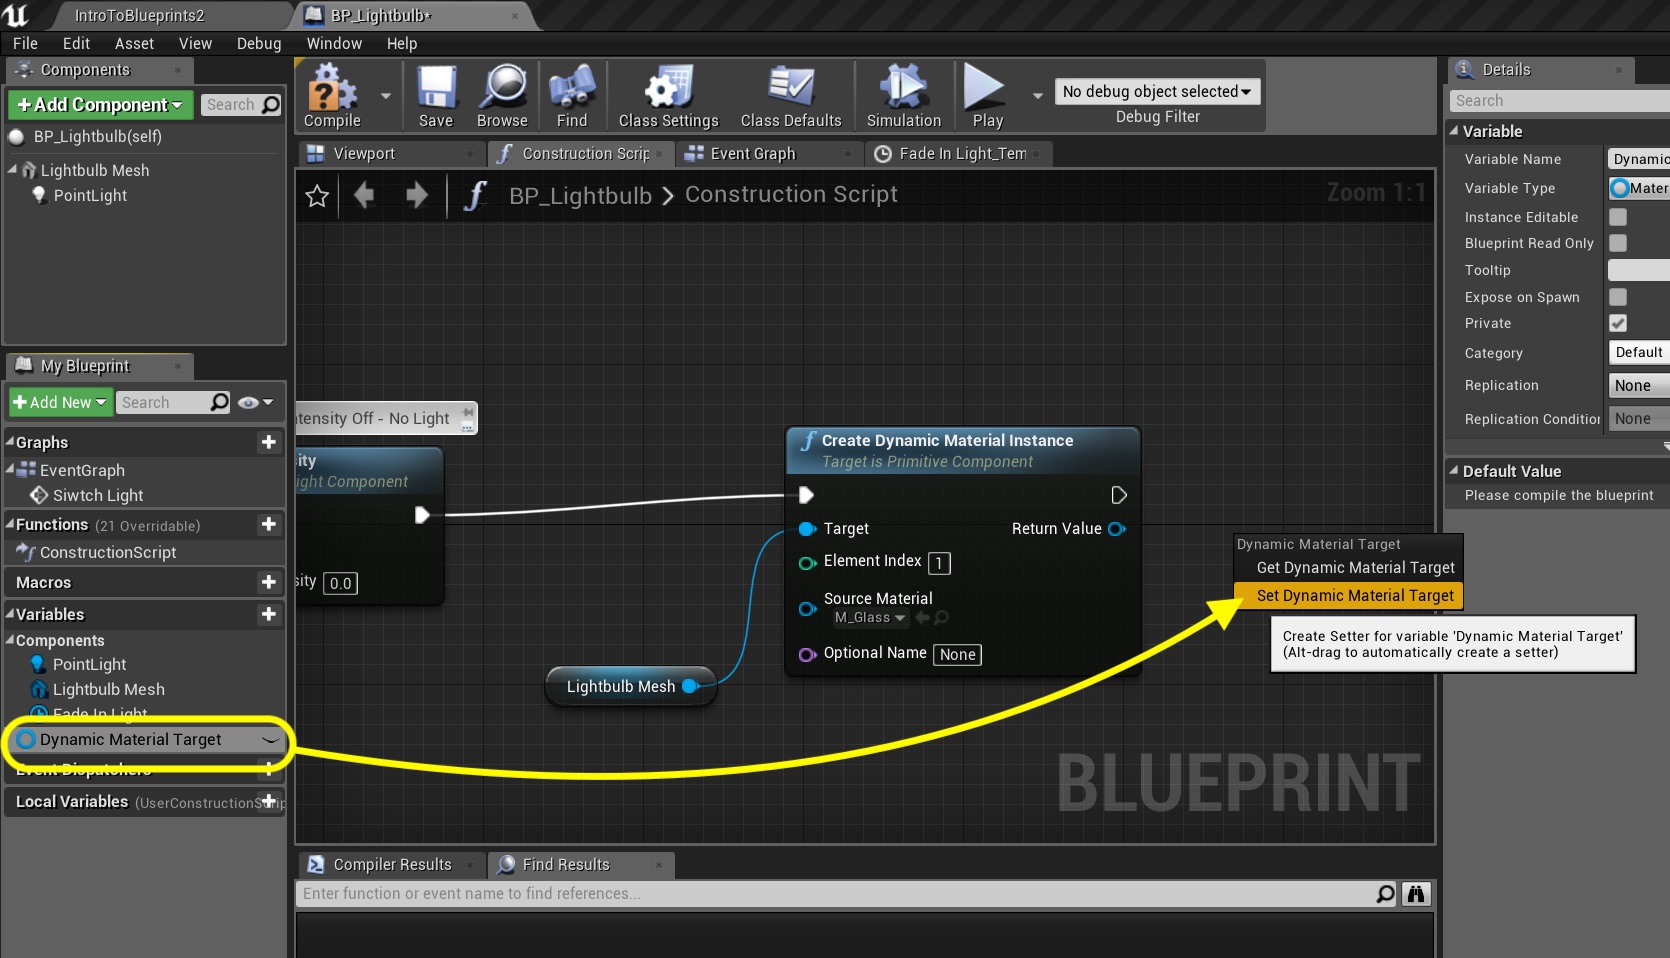 IntroToBlueprints2
BP_Lightbulb*
File Edit Asset View Debug Window Help
Components
+Add Component
Search
BP_Lightbulb(self)
Lightbulb Mesh
PointLight
Compile
Save
Browse
Find
Class Settings
Class Defaults
Simulation
Play
No debug object selected
Debug Filter
Viewport
Construction Scrip
Event Graph
Fade In Light_Tem
BP_Lightbulb > Construction Script
Zoom 1:1
My Blueprint
+Add New
Search
Graphs
EventGraph
Siwtch Light
Functions (21 Overridable)
ConstructionScript
Macros
Variables
Components
PointLight
Lightbulb Mesh
Fade In Light
Dynamic Material Target
Event Dispatchers
Local Variables (UserConstructionScrip
ntensity Off - No Light
sity
ight Component
sity 0.0
Create Dynamic Material Instance
Target is Primitive Component
Target
Return Value
Element Index 1
Source Material
M_Glass
Optional Name None
Lightbulb Mesh
Dynamic Material Target
Get Dynamic Material Target
Set Dynamic Material Target
Create Setter for variable 'Dynamic Material Target'
(Alt-drag to automatically create a setter)
BLUEPRINT
Compiler Results
Find Results
Enter function or event name to find references...
Details
Search
Variable
Variable Name Dynamic
Variable Type Mater
Instance Editable
Blueprint Read Only
Tooltip
Expose on Spawn
Private
Category Default
Replication None
Replication Conditio None
Default Value
Please compile the blueprint